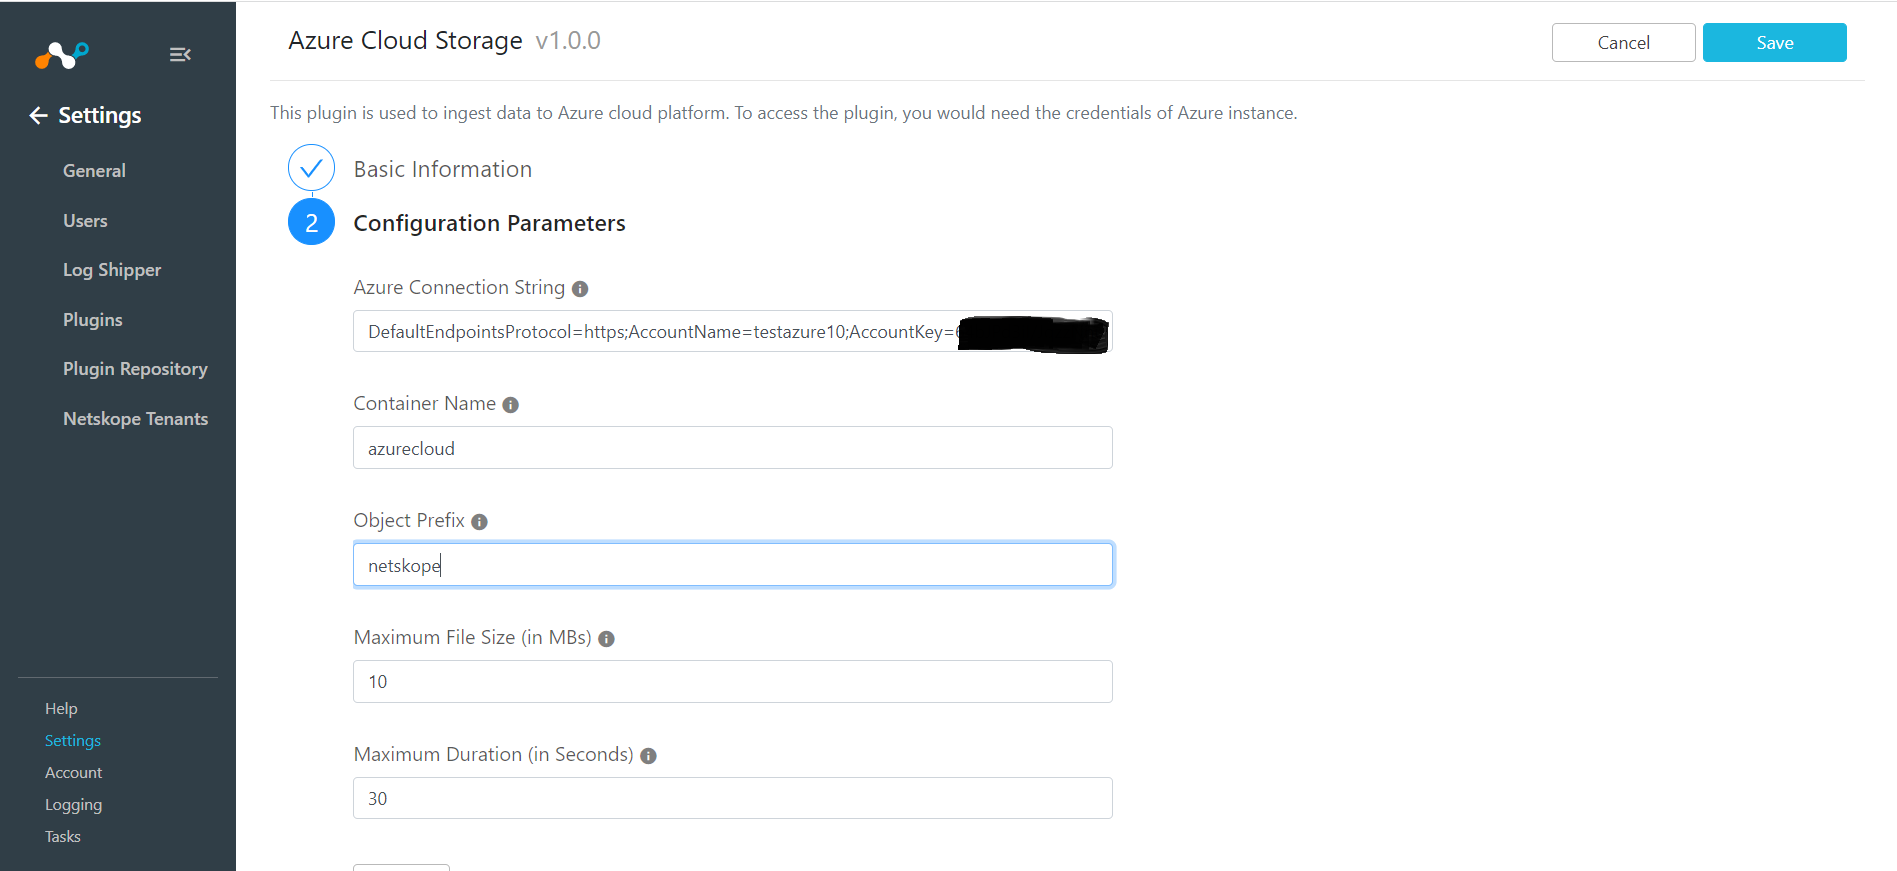 Azure Cloud Storage v1.0.0
Cancel
Save
Settings
General
Users
Log Shipper
Plugins
Plugin Repository
Netskope Tenants
Help
Settings
Account
Logging
Tasks
This plugin is used to ingest data to Azure cloud platform. To access the plugin, you would need the credentials of Azure instance.
Basic Information
2 Configuration Parameters
Azure Connection String
DefaultEndpointsProtocol=https;AccountName=testazure10;AccountKey=
Container Name
azurecloud
Object Prefix
netskope
Maximum File Size (in MBs)
10
Maximum Duration (in Seconds)
30